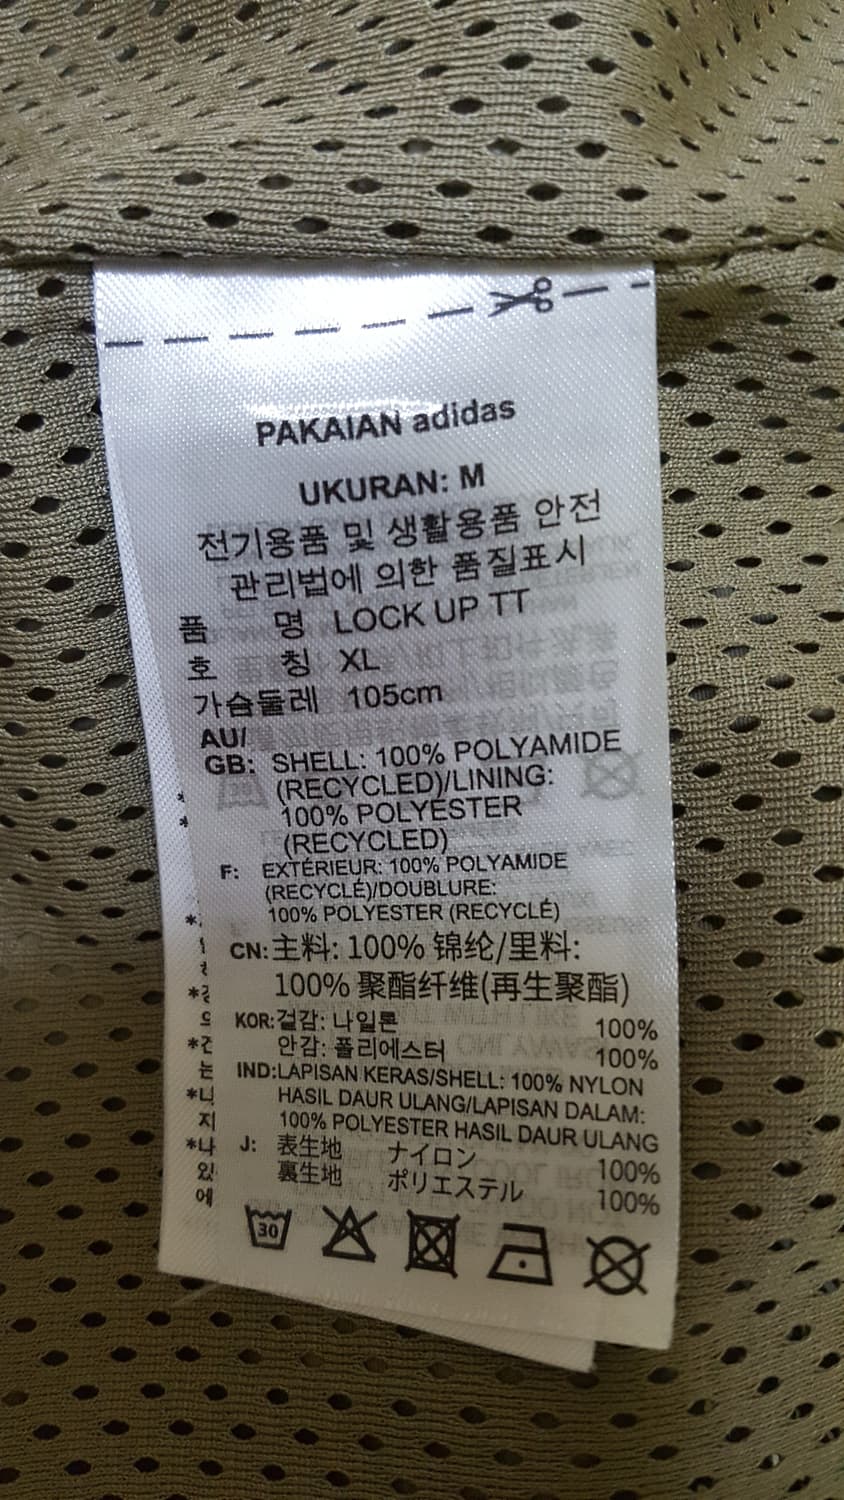 PAKAIAN adidas
UKURAN: M
전기용품 및 생활용품 안전
관리법에 의한 품질표시
품 명 LOCK UP TT
호 칭 XL
가슴둘레 105cm
AU/
GB: SHELL: 100% POLYAMIDE
(RECYCLED)/LINING:
100% POLYESTER
(RECYCLED)
F: EXTÉRIEUR: 100% POLYAMIDE
(RECYCLÉ)/DOUBLURE:
100% POLYESTER (RECYCLÉ)
CN: 主料: 100% 锦纶/里料:
100% 聚酯纤维(再生聚酯)
KOR: 겉감: 나일론 100%
안감: 폴리에스터 100%
IND: LAPISAN KERAS/SHELL: 100% NYLON
HASIL DAUR ULANG/LAPISAN DALAM:
100% POLYESTER HASIL DAUR ULANG
J: 表生地 ナイロン 100%
裏生地 ポリエステル 100%
30